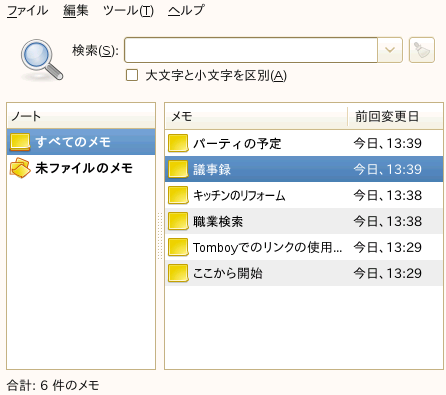 ファイル 編集 ツール(T) ヘルプ
検索(S):
大文字と小文字を区別(A)
ノート
すべてのメモ
未ファイルのメモ
メモ 前回変更日
パーティの予定 今日、13:39
議事録 今日、13:39
キッチンのリフォーム 今日、13:38
職業検索 今日、13:38
Tomboyでのリンクの使用... 今日、13:29
ここから開始 今日、13:29
合計: 6 件のメモ